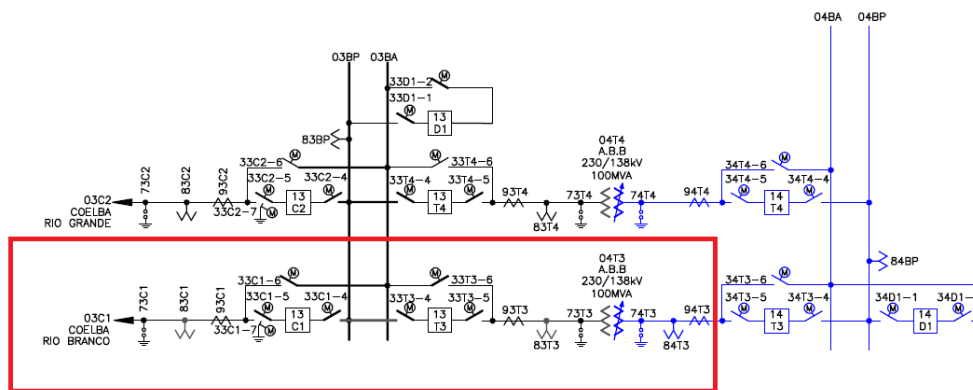 04BA 04BP
03BP 03BA
33D1-2 M
33D1-1
M 13
D1
83BP
04T4
A.B.B
230/138kV
100MVA
73C2 83C2 93C2
33C2-6 M
33C2-5 33C2-4
M 13
C2 M
33C2-7 M
03C2
COELBA
RIO GRANDE
M 33T4-6
33T4-4 33T4-5
M 13
T4 M
93T4
83T4
73T4 74T4
94T4
34T4-6 M
34T4-5 34T4-4
M 14
T4 M
84BP
04T3
A.B.B
230/138kV
100MVA
73C1 83C1 93C1
33C1-6 M
33C1-5 33C1-4
M 13
C1 M
33C1-7 M
03C1
COELBA
RIO BRANCO
M 33T3-6
33T3-4 33T3-5
M 13
T3 M
93T3
83T3
73T3 74T3
84T3
94T3
34T3-6 M
34T3-5 34T3-4
M 14
T3 M
34D1-1 34D1-
M 14
D1 M